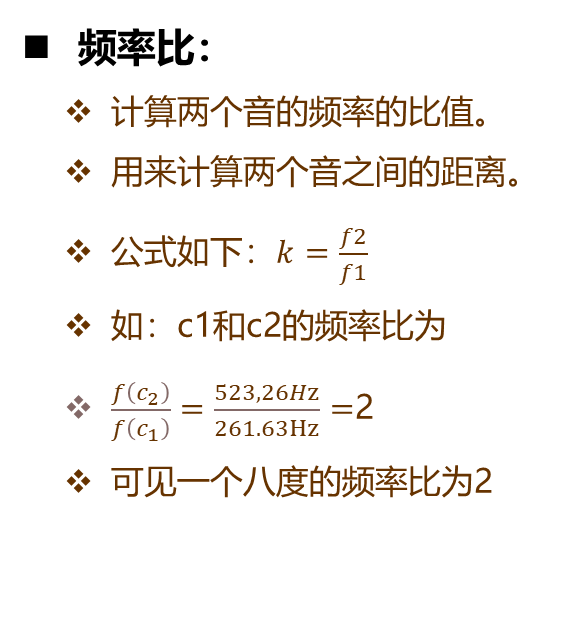 频率比：
计算两个音的频率的比值。
用来计算两个音之间的距离。
公式如下：k = f2/f1
如：c1和c2的频率比为
f(c₂)/f(c₁) = 523,26Hz/261.63Hz =2
可见一个八度的频率比为2